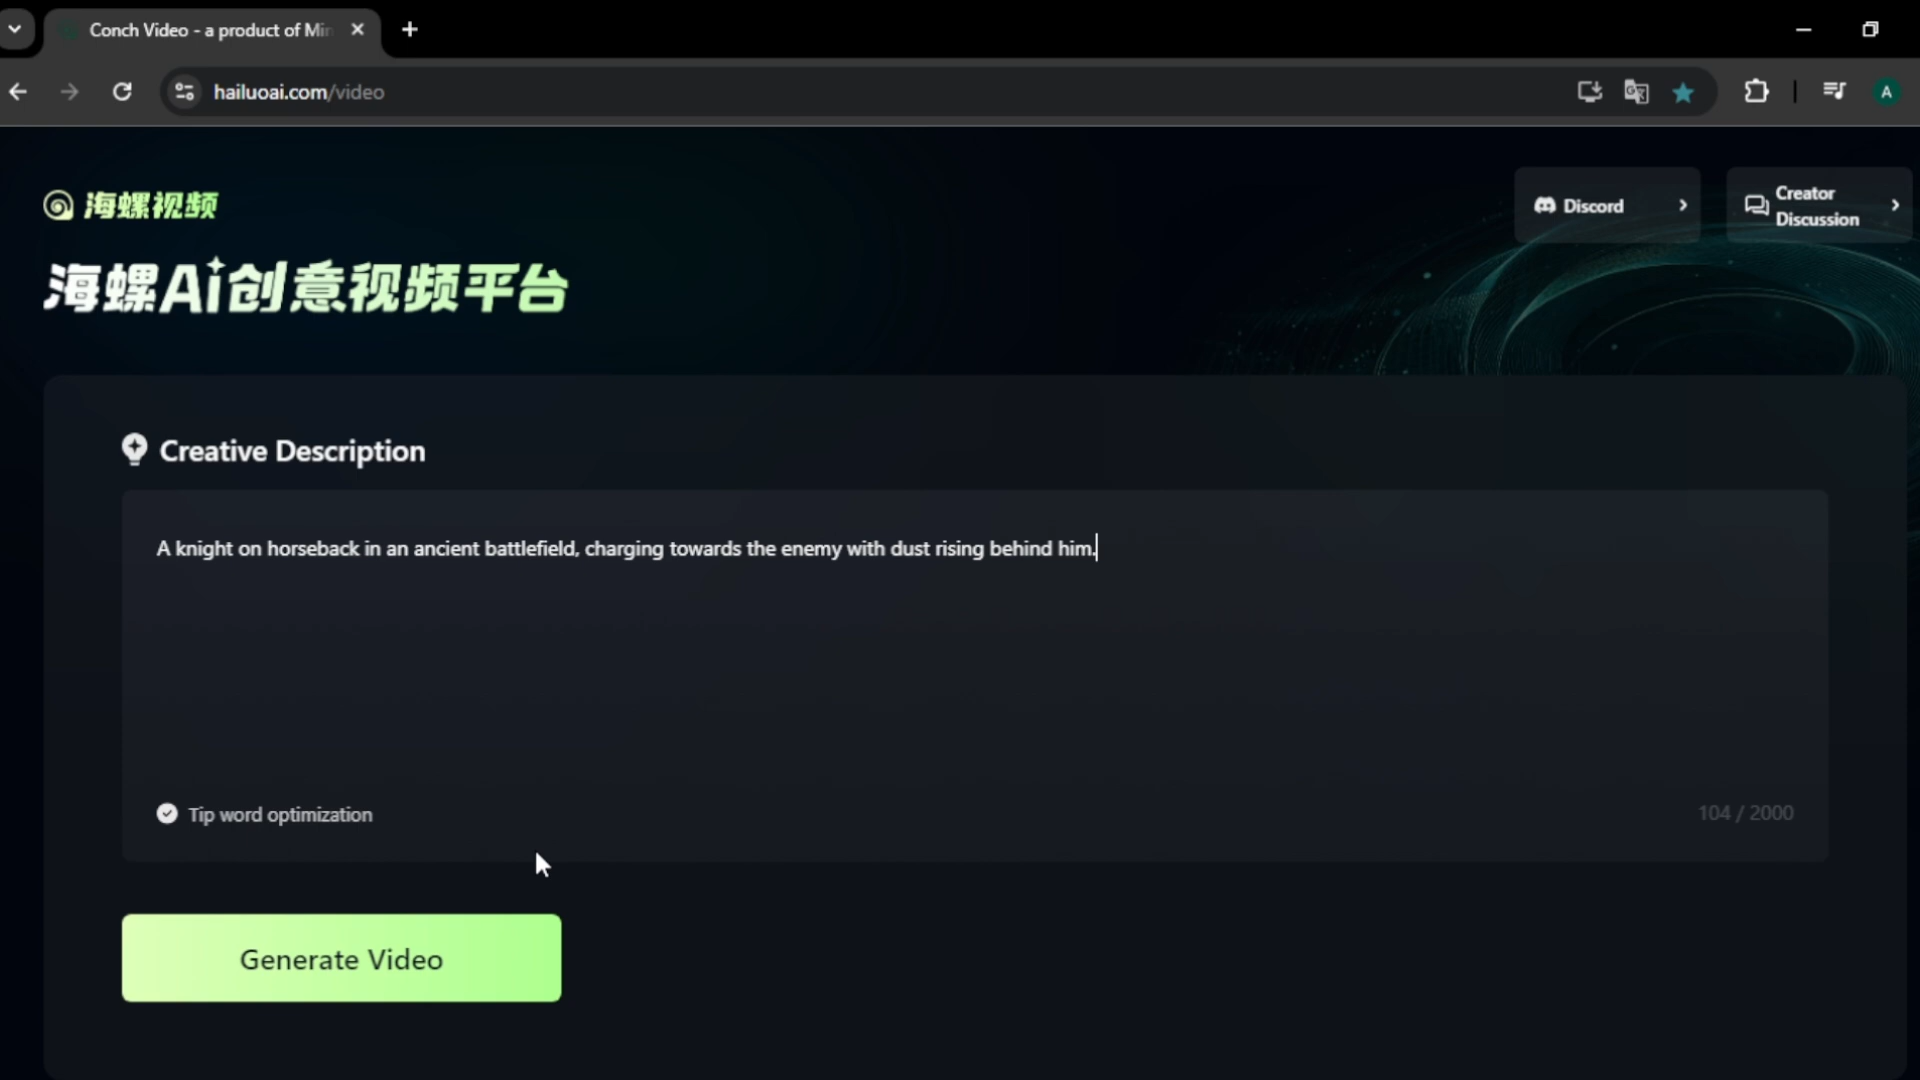 Conch Video - a product of Min
hailuoai.com/video
A
海螺视频
Discord
Creator
Discussion
海螺Ai创意视频平台
Creative Description
A knight on horseback in an ancient battlefield, charging towards the enemy with dust rising behind him.
Tip word optimization
104 / 2000
Generate Video